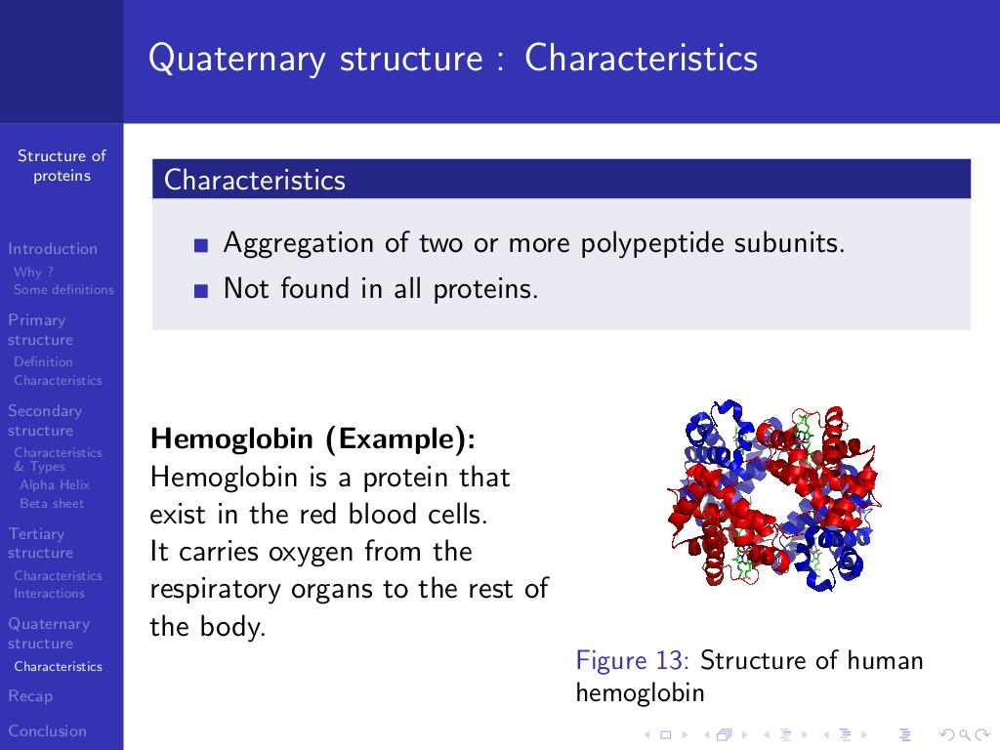 Quaternary structure : Characteristics
Structure of
proteins
Introduction
Why ?
Some definitions
Primary
structure
Definition
Characteristics
Secondary
structure
Characteristics
& Types
Alpha Helix
Beta sheet
Tertiary
structure
Characteristics
Interactions
Quaternary
structure
Characteristics
Recap
Conclusion
Characteristics
Aggregation of two or more polypeptide subunits.
Not found in all proteins.
Hemoglobin (Example):
Hemoglobin is a protein that
exist in the red blood cells.
It carries oxygen from the
respiratory organs to the rest of
the body.
Figure 13: Structure of human
hemoglobin